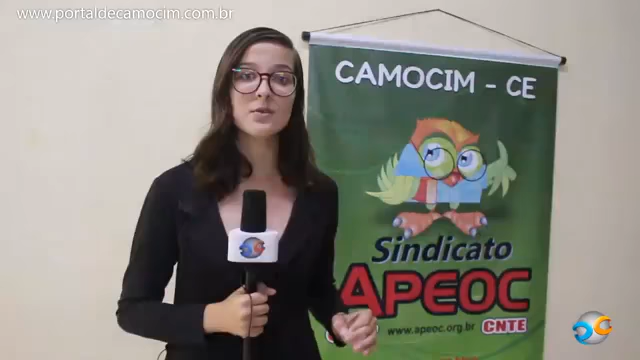 www.portaldecamocim.com.br
CAMOCIM - CE
Sindicato
APEOC
www.apeoc.org.br CNTE